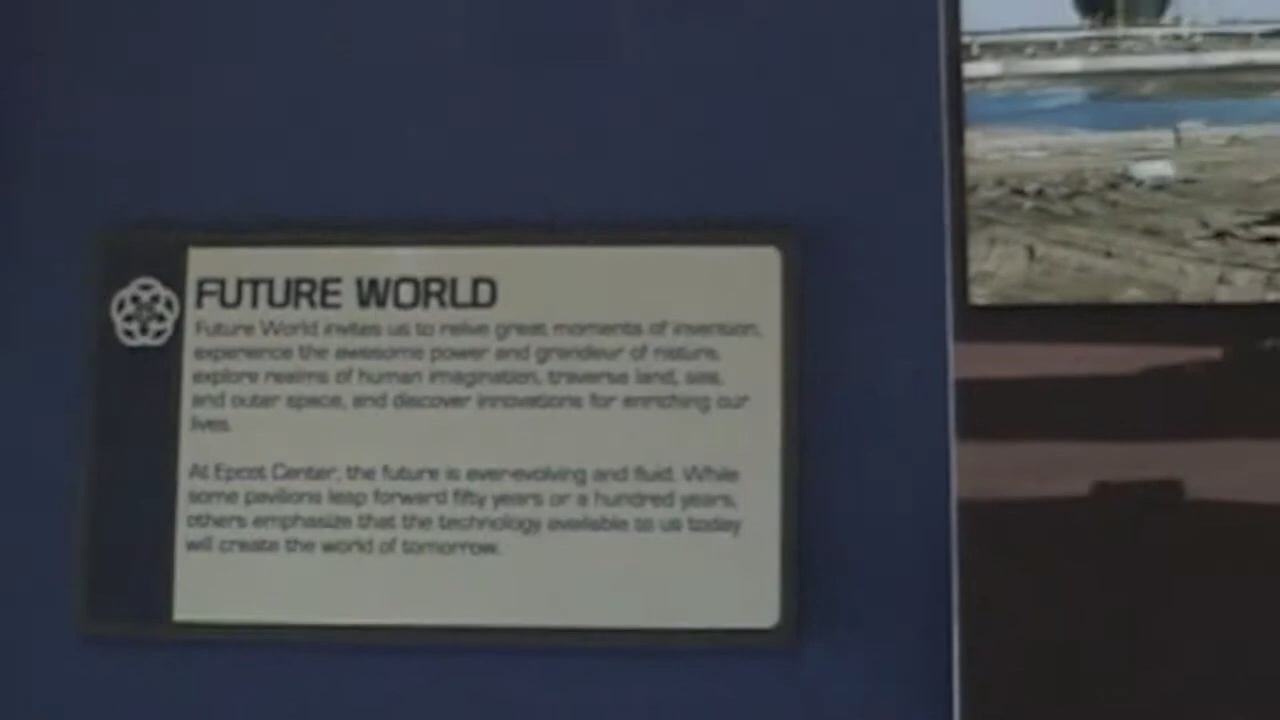 FUTURE WORLD
Future World invites us to relive great moments of invention,
experience the awesome power and grandeur of nature,
explore realms of human imagination, traverse land, sea,
and outer space, and discover innovations for enriching our
lives.
At Epcot Center, the future is ever-evolving and fluid. While
some pavilions leap forward fifty years or a hundred years,
others emphasize that the technology available to us today
will create the world of tomorrow.